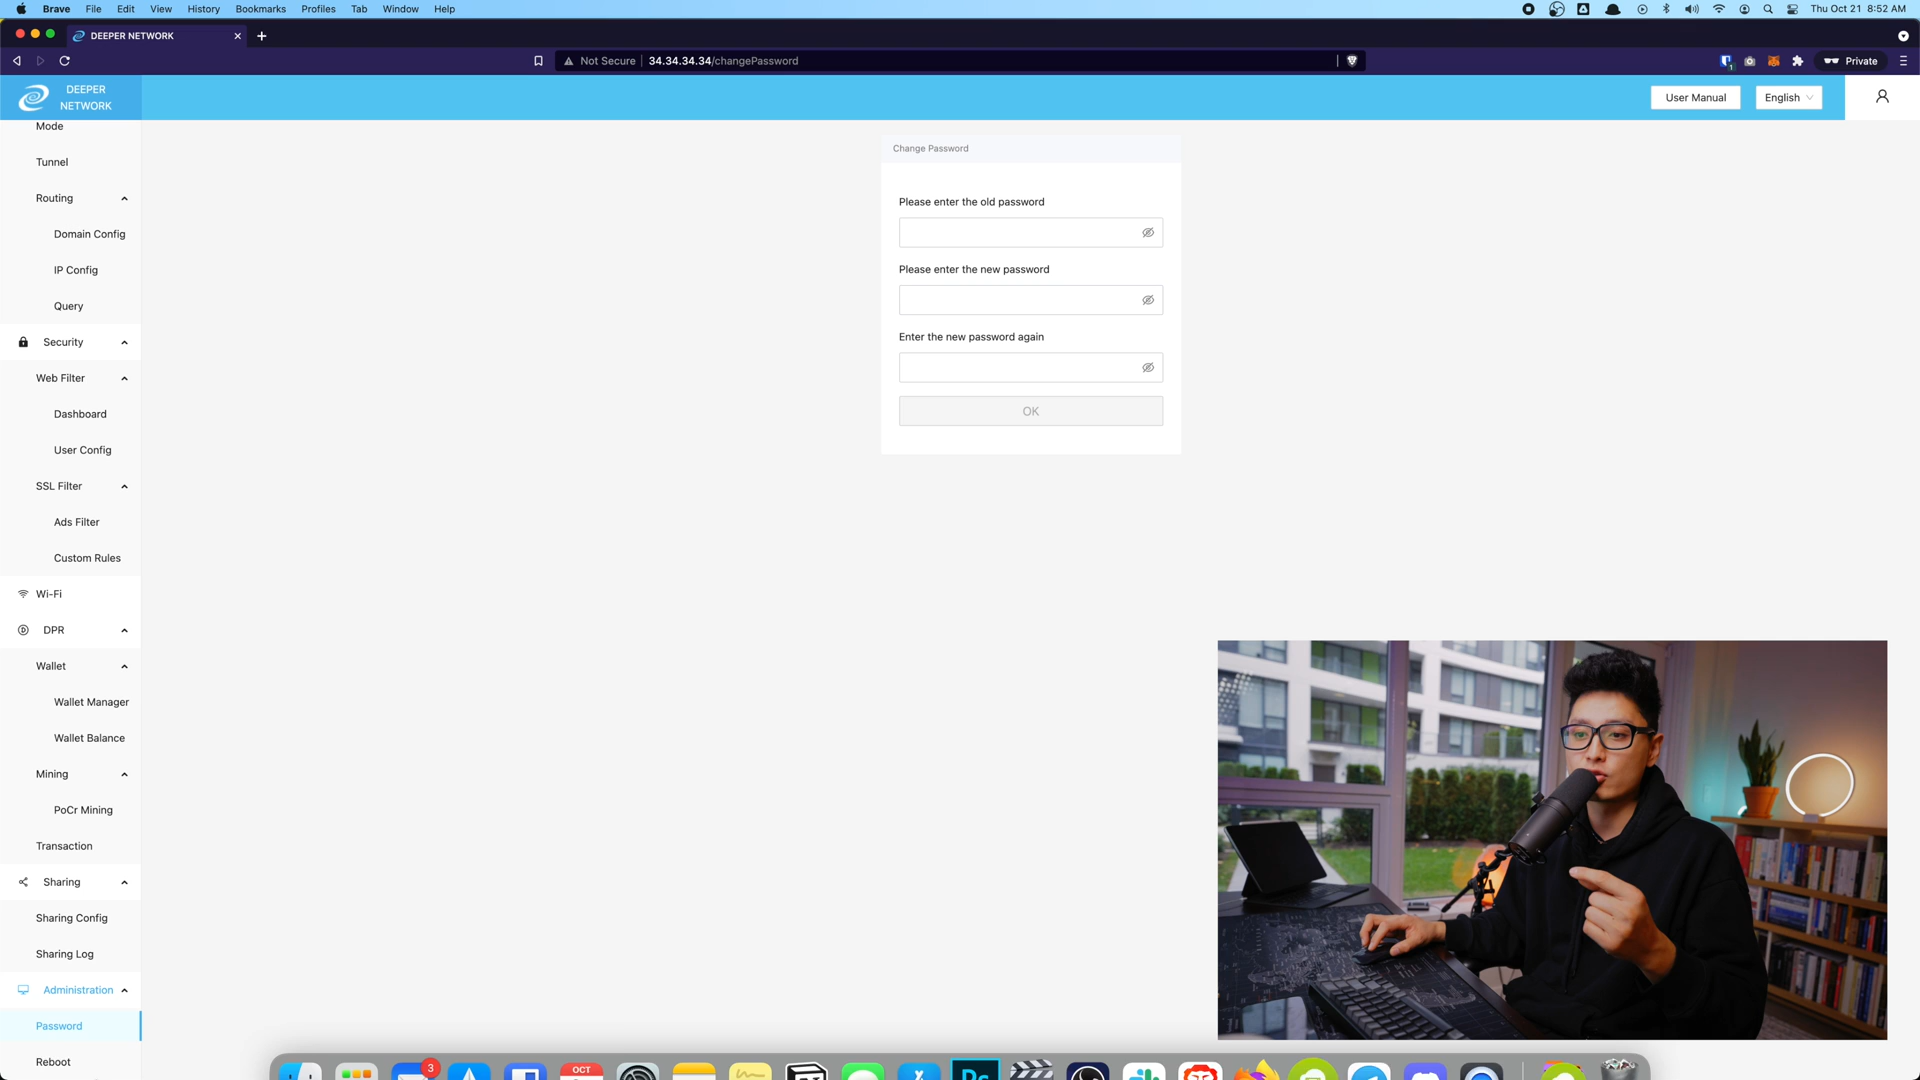 Brave File Edit View History Bookmarks Profiles Tab Window Help Thu Oct 21 8:52 AM
DEEPER NETWORK
Not Secure 34.34.34.34/changePassword Private
DEEPER
NETWORK
User Manual English
Mode
Tunnel
Routing
Domain Config
IP Config
Query
Security
Web Filter
Dashboard
User Config
SSL Filter
Ads Filter
Custom Rules
Wi-Fi
DPR
Wallet
Wallet Manager
Wallet Balance
Mining
PoCr Mining
Transaction
Sharing
Sharing Config
Sharing Log
Administration
Password
Reboot
Change Password
Please enter the old password
Please enter the new password
Enter the new password again
OK
3
OCT